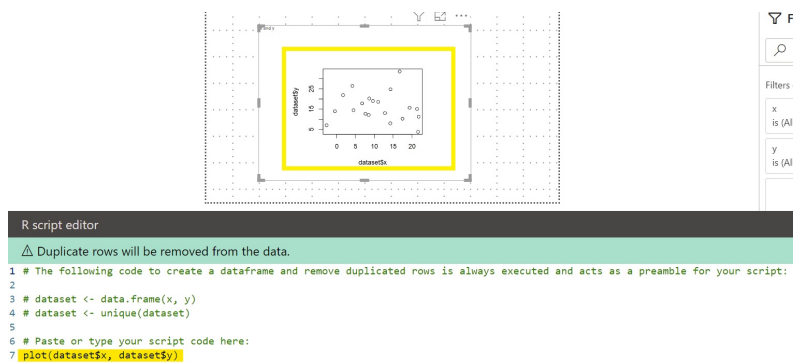 dataset$y
5 15 25
0 5 10 15 20
dataset$x
Filters
x
is (Al
y
is (Al
R script editor
Duplicate rows will be removed from the data.
1 # The following code to create a dataframe and remove duplicated rows is always executed and acts as a preamble for your script:
2
3 # dataset <- data.frame(x, y)
4 # dataset <- unique(dataset)
5
6 # Paste or type your script code here:
7 plot(dataset$x, dataset$y)